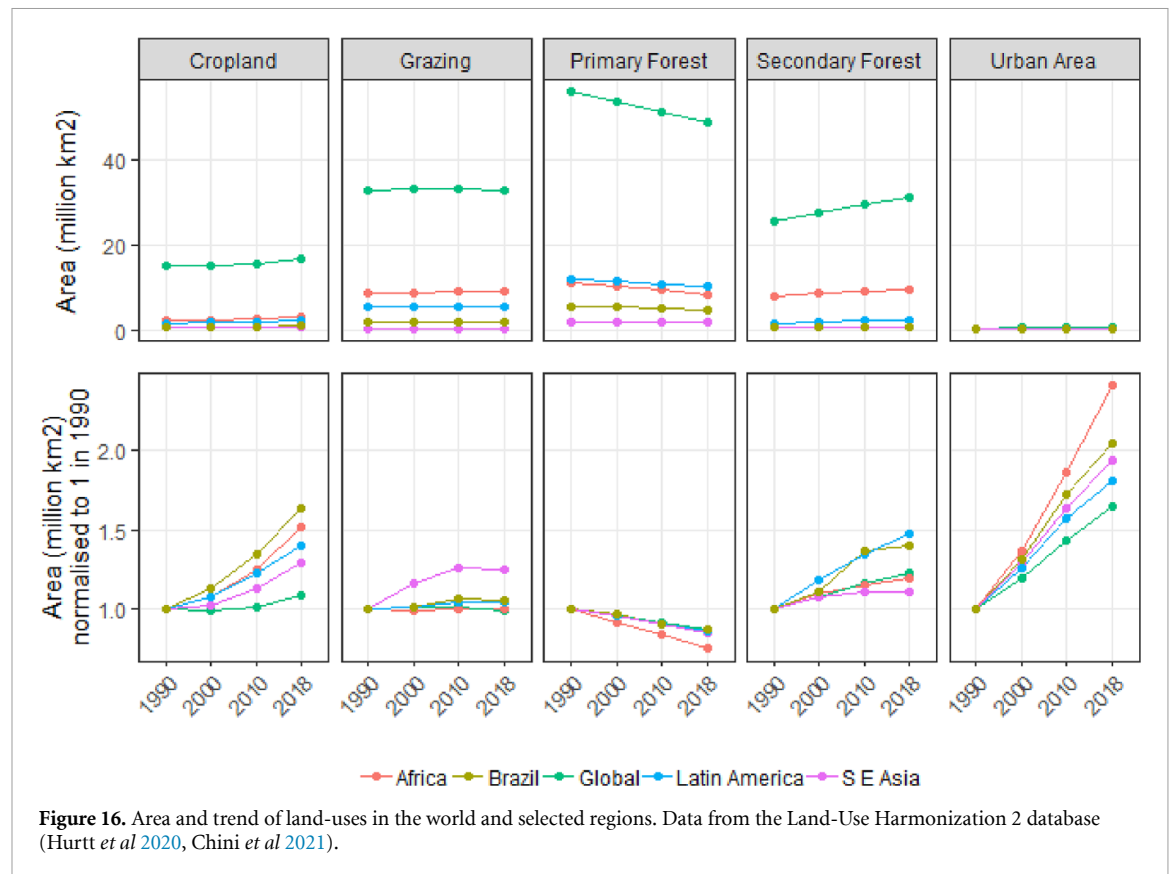 Cropland Grazing Primary Forest Secondary Forest Urban Area
Area (million km2)
40
20
0
Area (million km2)
normalised to 1 in 1990
2.0
1.5
1.0
1990 2000 2010 2018 1990 2000 2010 2018 1990 2000 2010 2018 1990 2000 2010 2018 1990 2000 2010 2018
Africa Brazil Global Latin America S E Asia
Figure 16. Area and trend of land-uses in the world and selected regions. Data from the Land-Use Harmonization 2 database
(Hurtt et al 2020, Chini et al 2021).